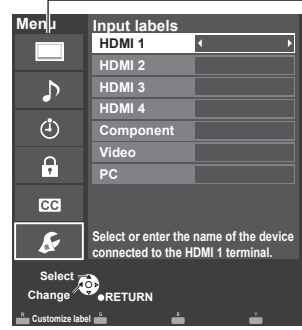 Menu
Input labels
HDMI 1
HDMI 2
HDMI 3
HDMI 4
Component
Video
PC
CC
Select or enter the name of the device
connected to the HDMI 1 terminal.
Select
Change
RETURN
R
Customize label
G
B
Y